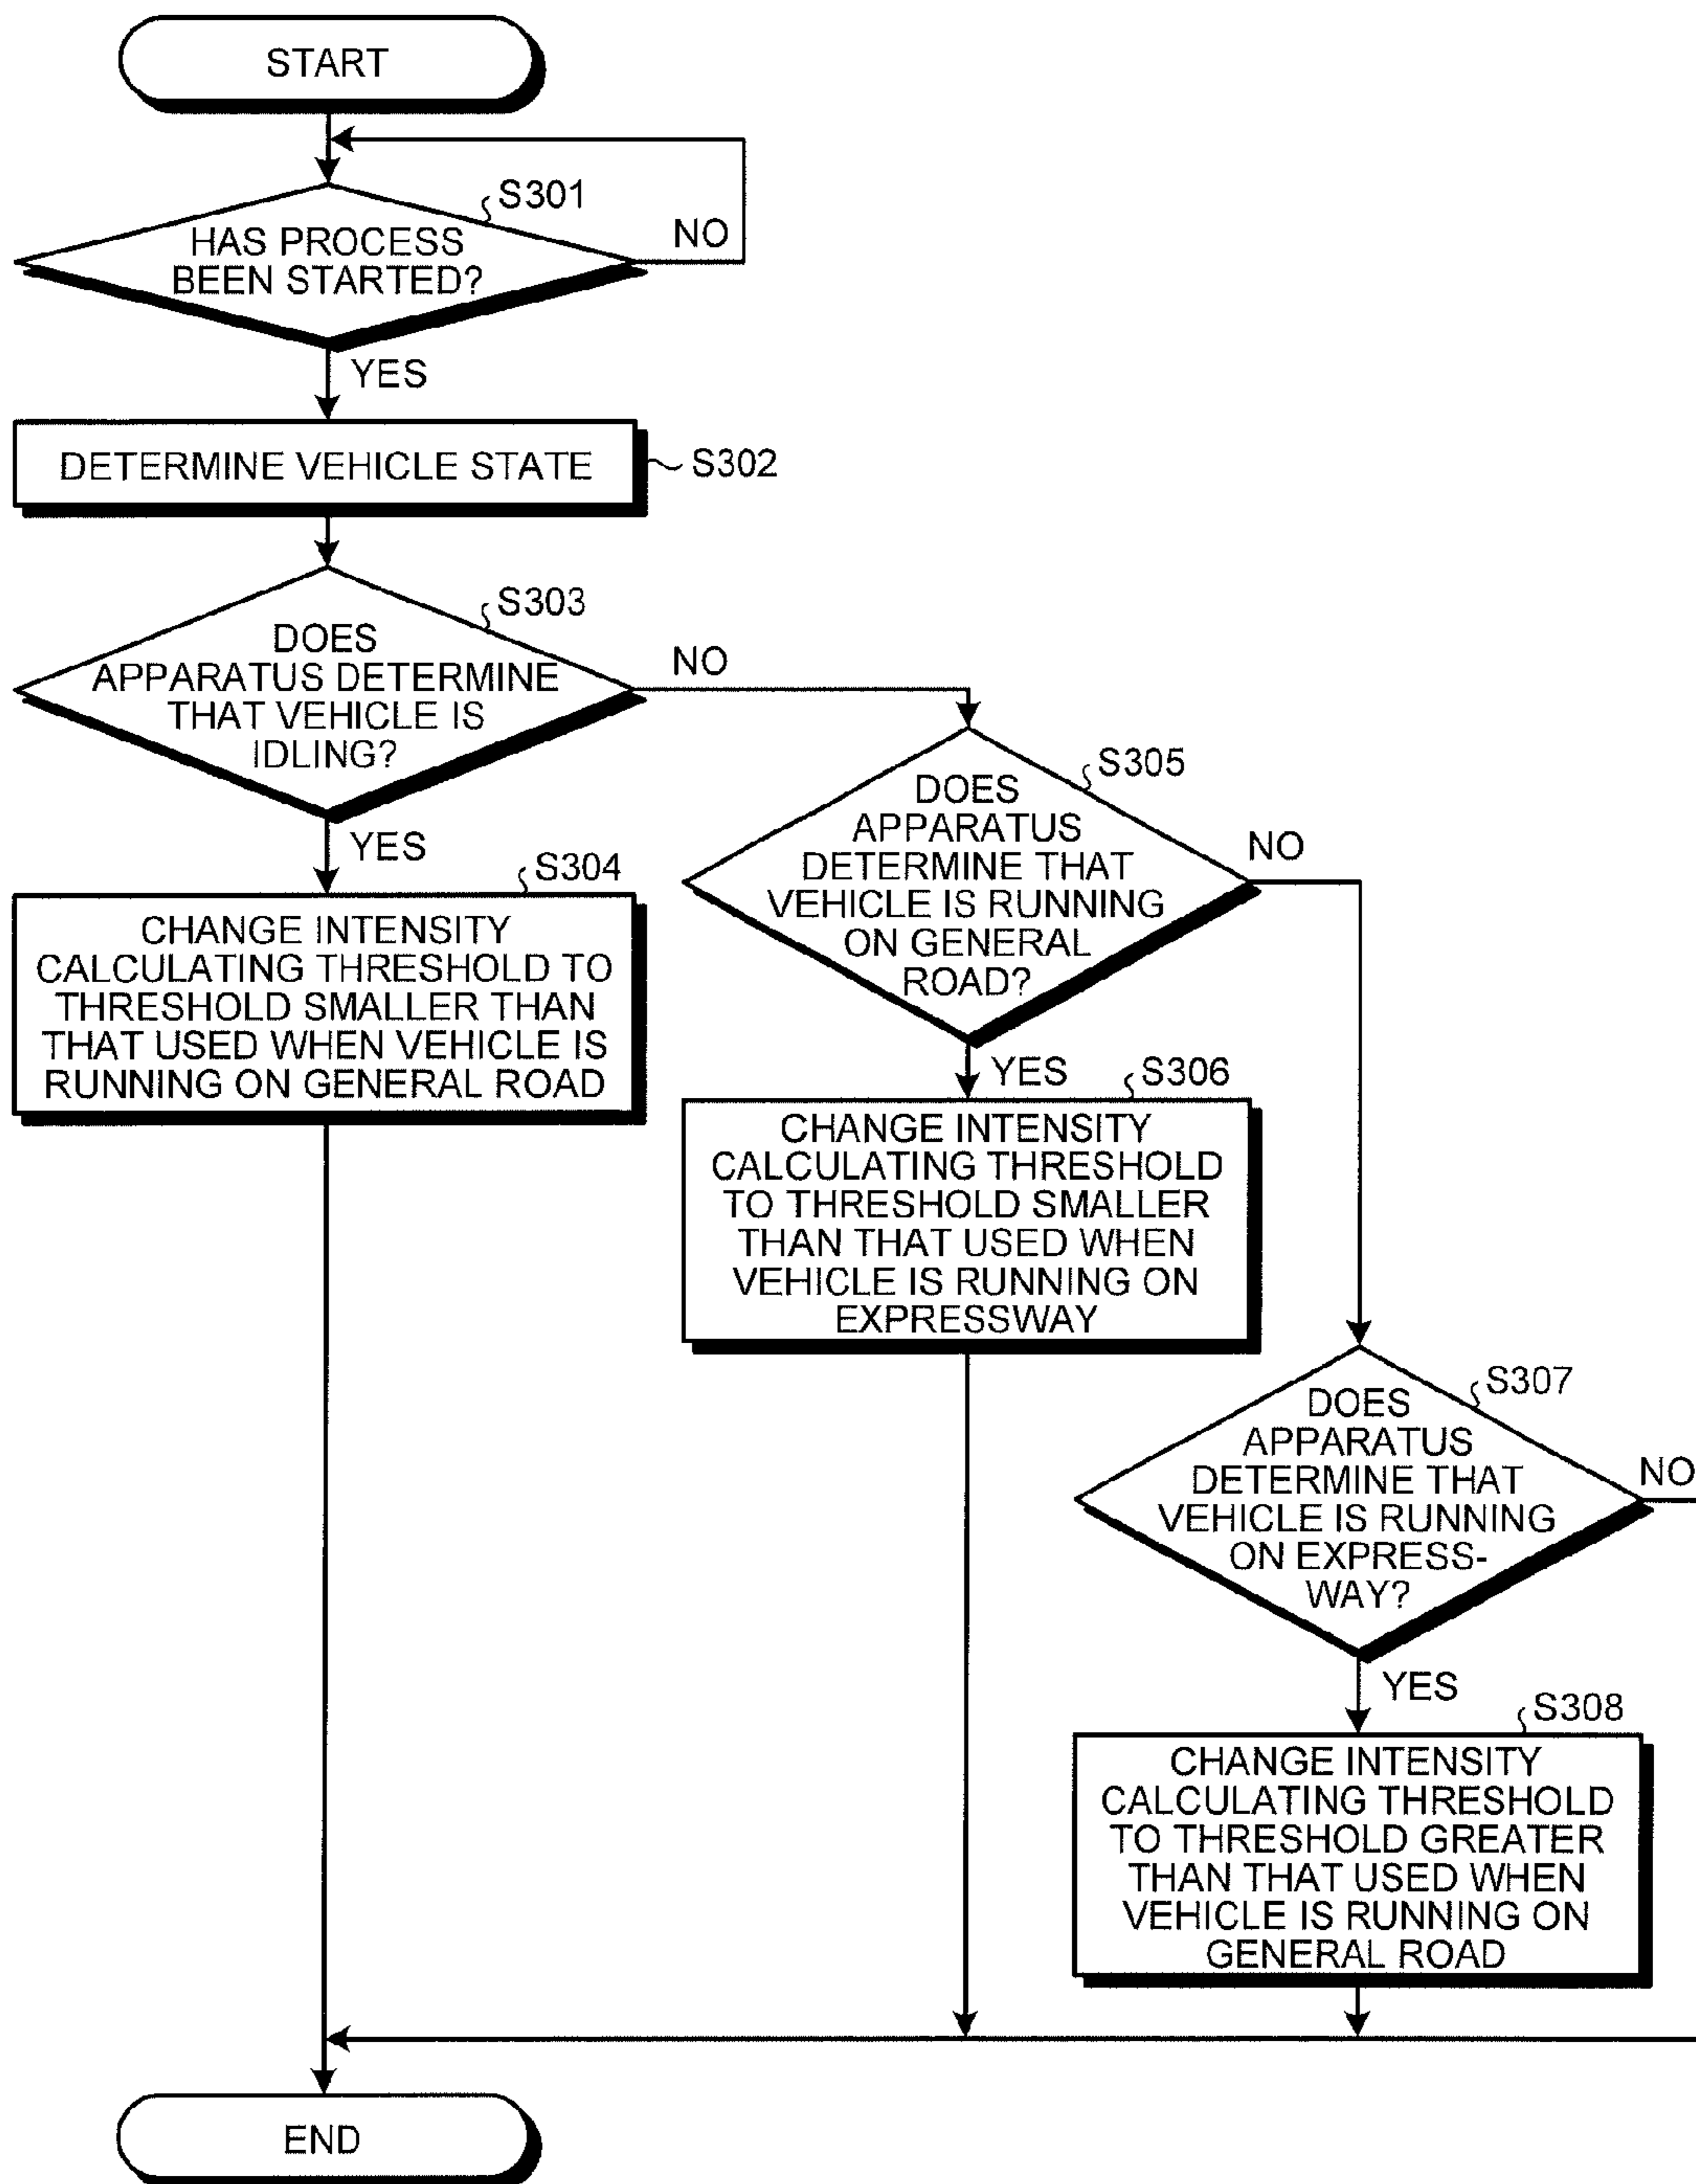 START
S301
HAS PROCESS
BEEN STARTED?
NO
YES
DETERMINE VEHICLE STATE
S302
S303
DOES
APPARATUS DETERMINE
THAT VEHICLE IS
IDLING?
NO
YES
S304
CHANGE INTENSITY
CALCULATING THRESHOLD TO
THRESHOLD SMALLER THAN
THAT USED WHEN VEHICLE IS
RUNNING ON GENERAL ROAD
S305
DOES
APPARATUS
DETERMINE THAT
VEHICLE IS RUNNING
ON GENERAL
ROAD?
NO
YES
S306
CHANGE INTENSITY
CALCULATING THRESHOLD
TO THRESHOLD SMALLER
THAN THAT USED WHEN
VEHICLE IS RUNNING ON
EXPRESSWAY
S307
DOES
APPARATUS
DETERMINE THAT
VEHICLE IS RUNNING
ON EXPRESS-
WAY?
NO
YES
S308
CHANGE INTENSITY
CALCULATING THRESHOLD
TO THRESHOLD GREATER
THAN THAT USED WHEN
VEHICLE IS RUNNING ON
GENERAL ROAD
END